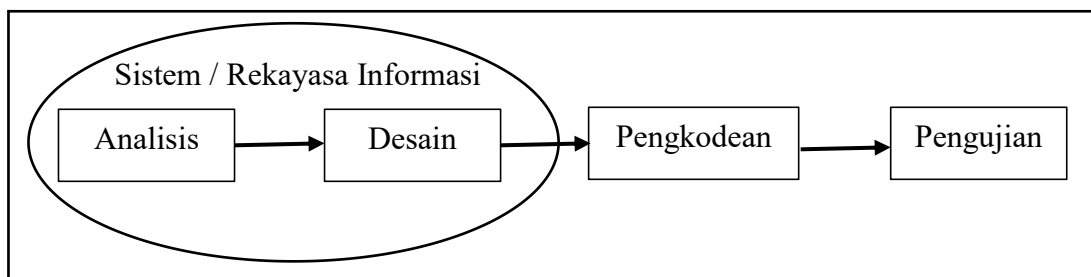 Sistem / Rekayasa Informasi
Analisis
Desain
Pengkodean
Pengujian